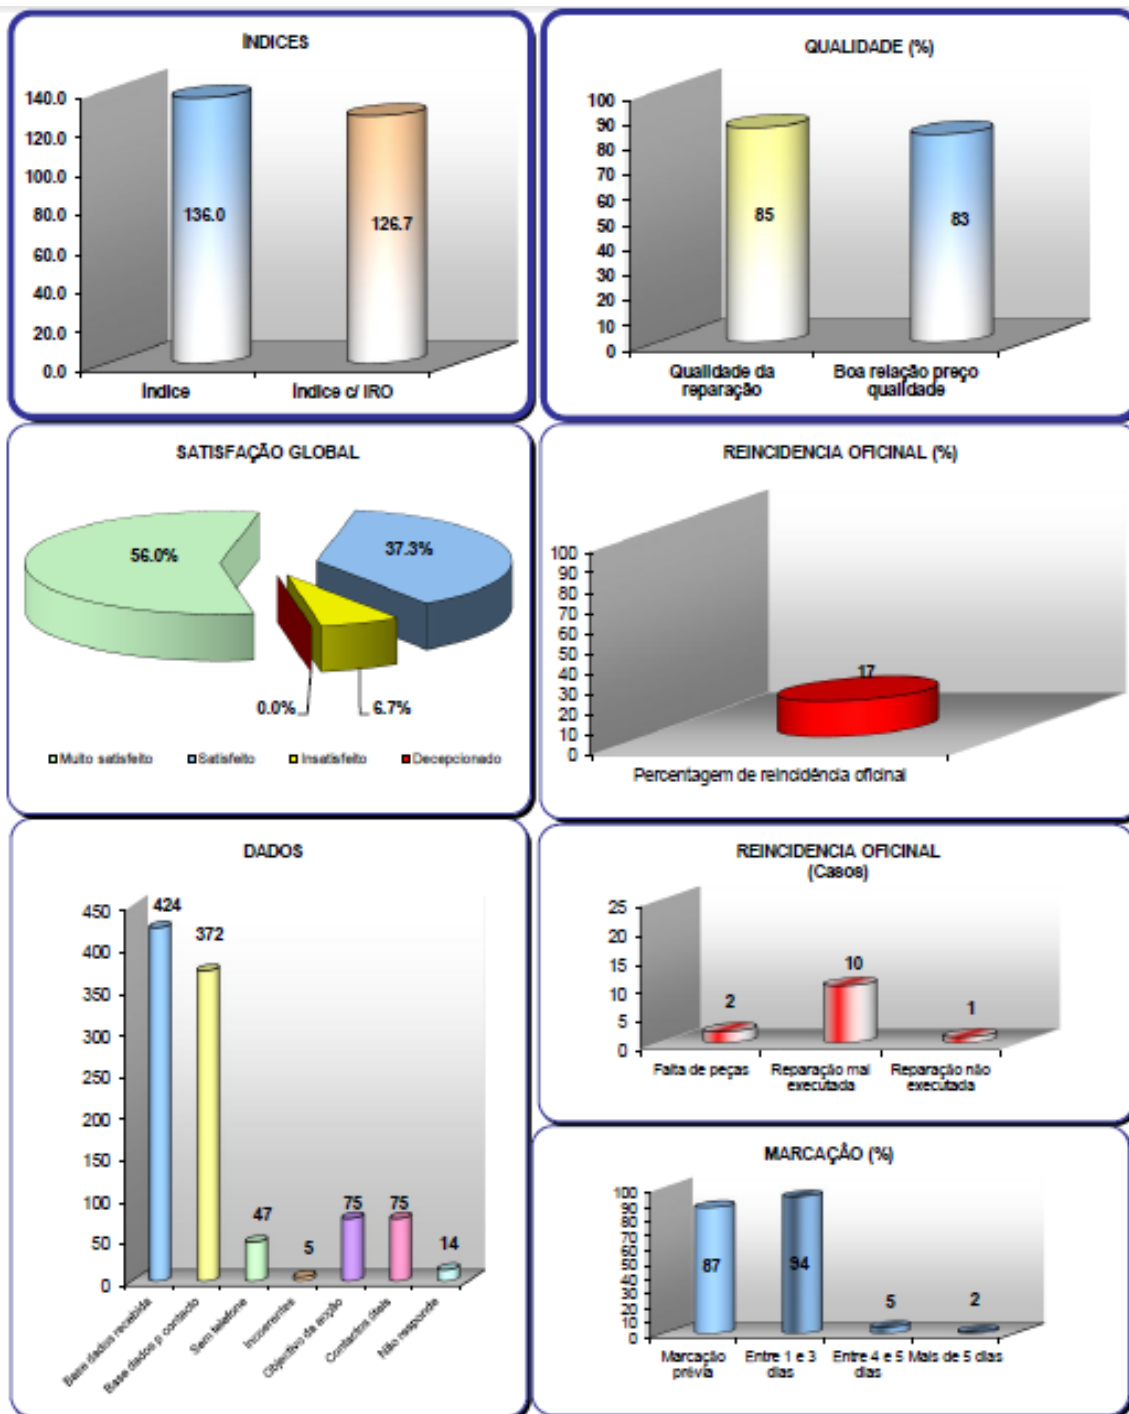 ÍNDICES
140.0
120.0
100.0
80.0
60.0
40.0
20.0
0.0
136.0
126.7
Índice
Índice c/ IRO
QUALIDADE (%)
100
90
80
70
60
50
40
30
20
10
0
85
83
Qualidade da
reparação
Boa relação preço
qualidade
SATISFAÇÃO GLOBAL
56.0%
37.3%
0.0%
6.7%
Muito satisfeito
Satisfeito
Insatisfeito
Decepcionado
REINCIDENCIA OFICINAL (%)
100
90
80
70
60
50
40
30
20
10
0
17
Percentagem de reincidência oficinal
DADOS
450
400
350
300
250
200
150
100
50
0
424
372
47
5
75
75
14
Base dados recebida
Base dados p contacto
Sem telefone
Incoerentes
Objectivo da acção
Contactos úteis
Não responde
REINCIDENCIA OFICINAL
(Casos)
25
20
15
10
5
0
2
10
1
Falta de peças
Reparação mal
executada
Reparação não
executada
MARCAÇÃO (%)
100
90
80
70
60
50
40
30
20
10
0
87
94
5
2
Marcação
prévia
Entre 1 e 3
dias
Entre 4 e 5
dias
Mais de 5 dias